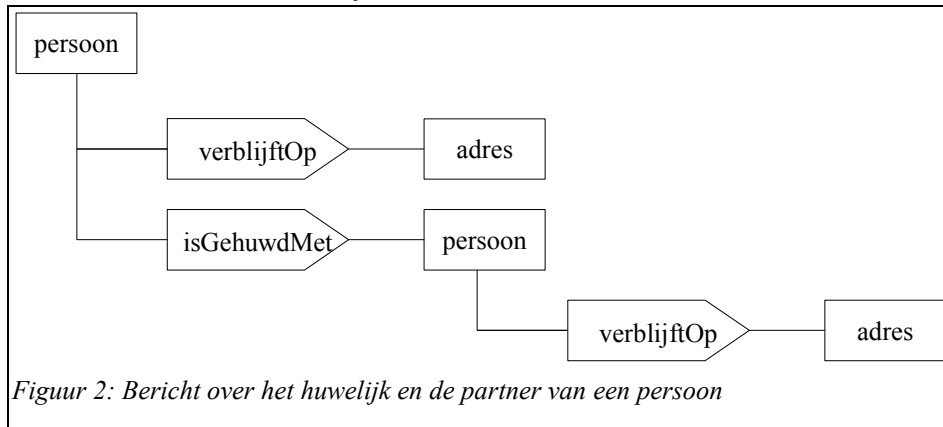 persoon
verblijftOp adres
isGehuwdMet persoon
verblijftOp adres
Figuur 2: Bericht over het huwelijk en de partner van een persoon